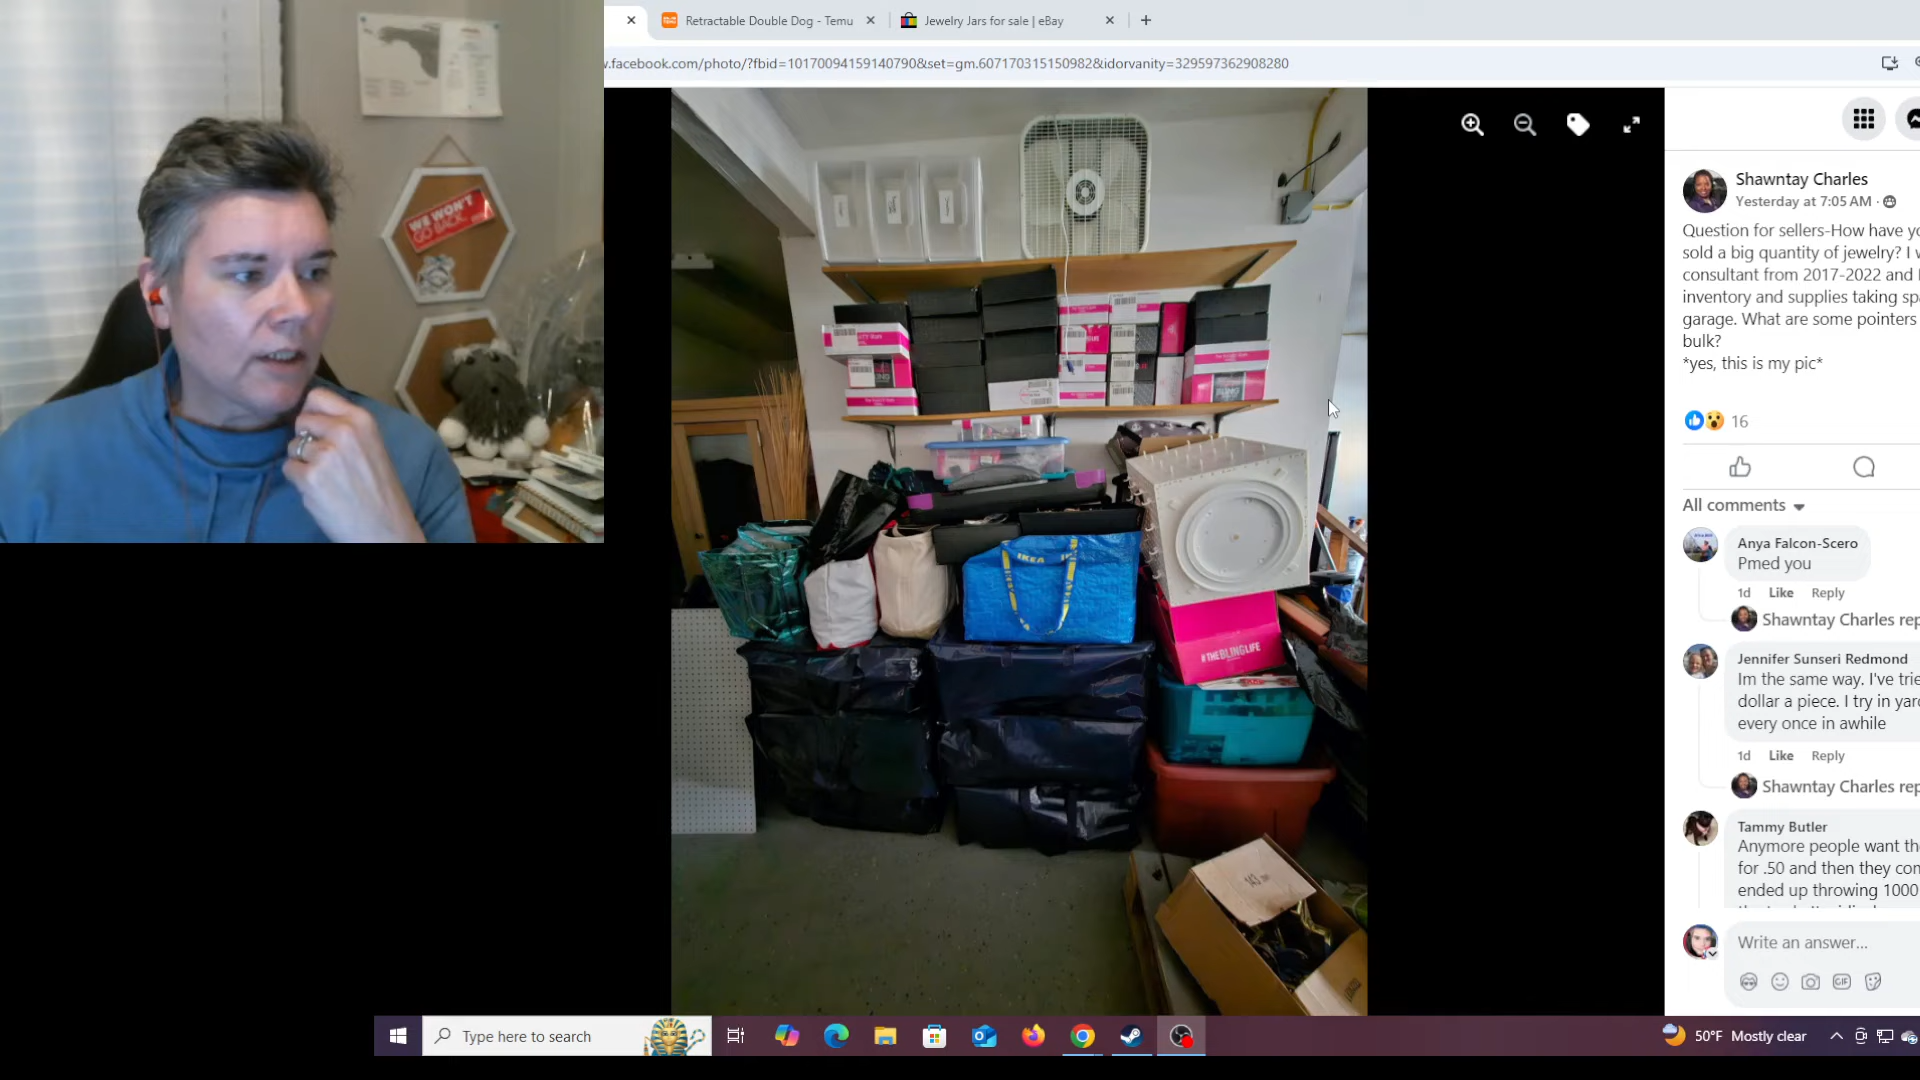 Retractable Double Dog - Temu
Jewelry Jars for sale | eBay
.facebook.com/photo/?fbid=10170094159140790&set=gm.607170315150982&idorvanity=329597362908280
WE WON'T
GO BACK
IKEA
#THEBLINGLIFE
Shawntay Charles
Yesterday at 7:05 AM ·
Question for sellers-How have yo
sold a big quantity of jewelry? I w
consultant from 2017-2022 and
inventory and supplies taking sp
garage. What are some pointers
bulk?
*yes, this is my pic*
16
All comments
Anya Falcon-Scero
Pmed you
1d Like Reply
Shawntay Charles rep
Jennifer Sunseri Redmond
Im the same way. I've trie
dollar a piece. I try in yar
every once in awhile
1d Like Reply
Shawntay Charles rep
Tammy Butler
Anymore people want th
for .50 and then they con
ended up throwing 1000
Write an answer...
GIF
Type here to search
50°F Mostly clear